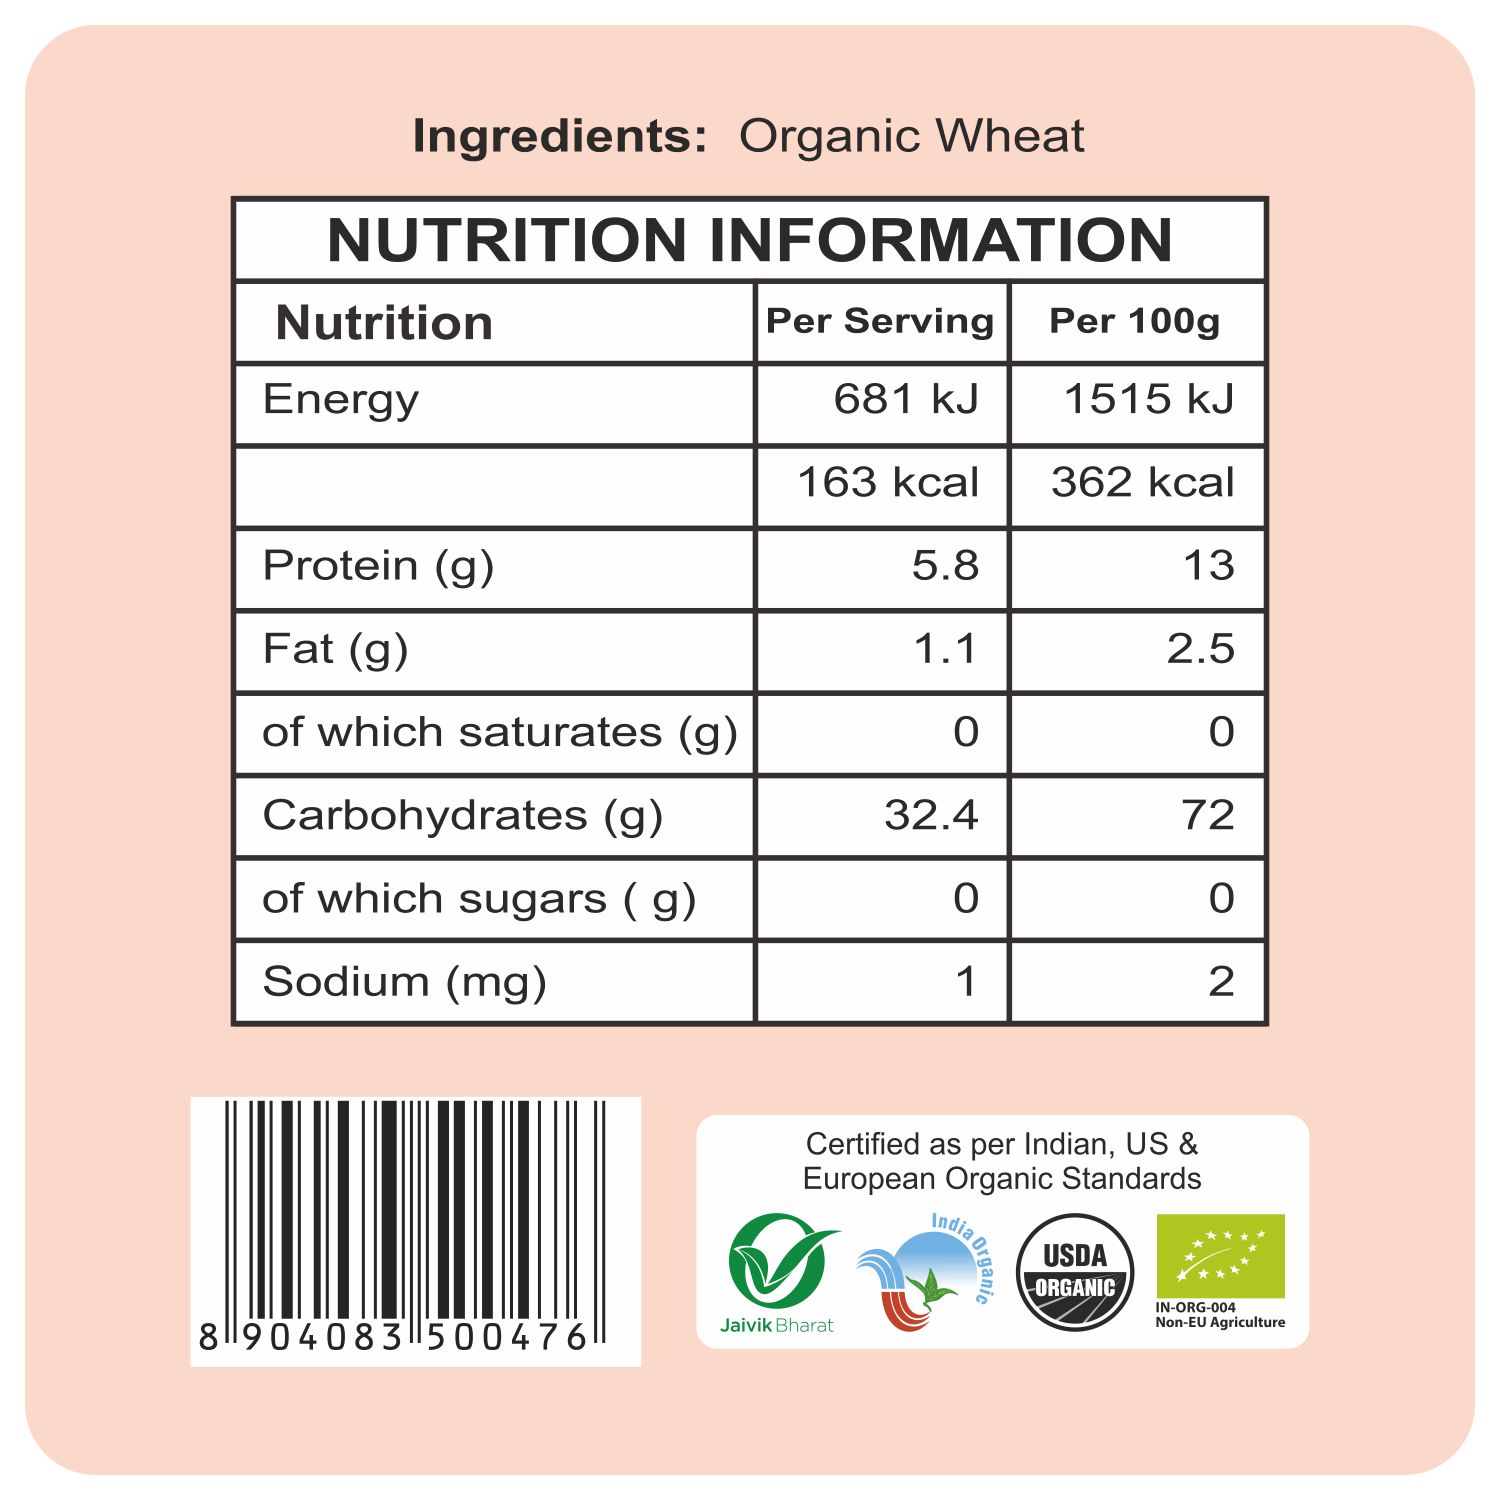 Ingredients: Organic Wheat
NUTRITION INFORMATION
Nutrition Per Serving Per 100g
Energy 681 kJ 1515 kJ
163 kcal 362 kcal
Protein (g) 5.8 13
Fat (g) 1.1 2.5
of which saturates (g) 0 0
Carbohydrates (g) 32.4 72
of which sugars ( g) 0 0
Sodium (mg) 1 2
8 904083 500476
Certified as per Indian, US &
European Organic Standards
Jaivik Bharat
India Organic
USDA
ORGANIC
IN-ORG-004
Non-EU Agriculture